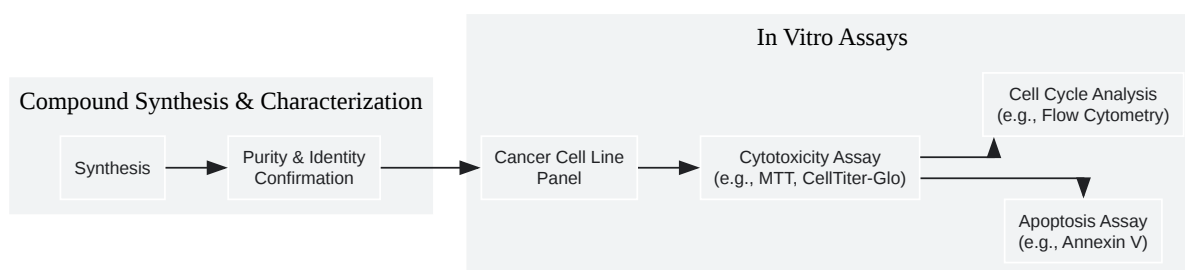 Compound Synthesis & Characterization
Synthesis
Purity & Identity
Confirmation
In Vitro Assays
Cancer Cell Line
Panel
Cytotoxicity Assay
(e.g., MTT, CellTiter-Glo)
Cell Cycle Analysis
(e.g., Flow Cytometry)
Apoptosis Assay
(e.g., Annexin V)